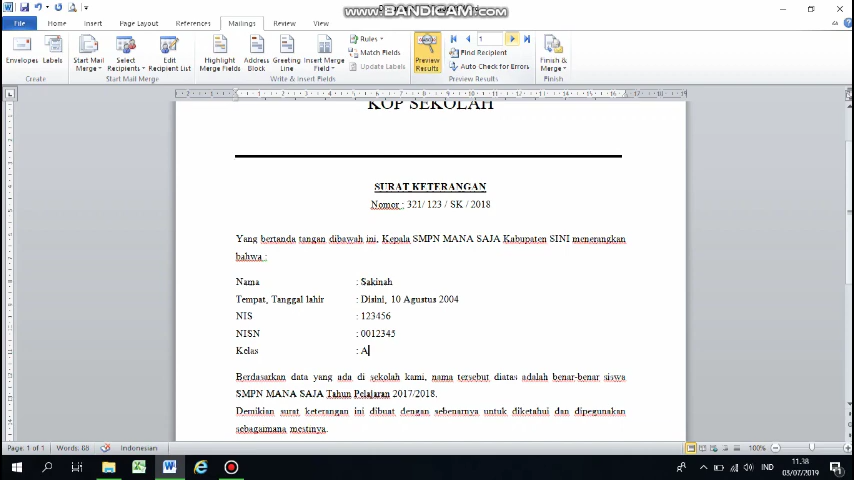 www.BANDICAM.com
File Home Insert Page Layout References Mailings Review View
Envelopes Labels Start Mail Merge Select Recipients Edit Recipient List Highlight Merge Fields Address Block Greeting Line Insert Merge Field Rules Match Fields Update Labels Preview Results 1 Find Recipient Auto Check for Errors Finish & Merge
Create Start Mail Merge Write & Insert Fields Preview Results Finish
KOP SEKOLAH
SURAT KETERANGAN
Nomor : 321/ 123 / SK / 2018
Yang bertanda tangan dibawah ini, Kepala SMPN MANA SAJA Kabupaten SINI menerangkan
bahwa :
Nama : Sakinah
Tempat, Tanggal lahir : Disini, 10 Agustus 2004
NIS : 123456
NISN : 0012345
Kelas : A
Berdasarkan data yang ada di sekolah kami, nama tersebut diatas adalah benar-benar siswa
SMPN MANA SAJA Tahun Pelajaran 2017/2018.
Demikian surat keterangan ini dibuat dengan sebenarnya untuk diketahui dan dipegunakan
sebagaimana mestinya.
Page: 1 of 1 Words: 68 Indonesian 100%
IND 11.38
03/07/2019